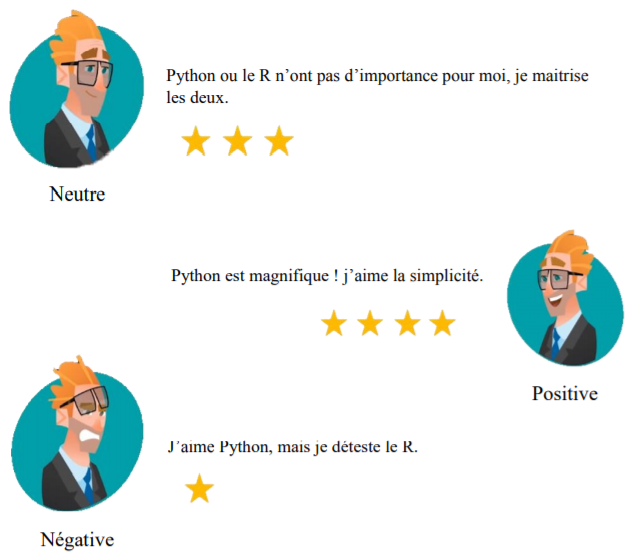 Python ou le R n’ont pas d’importance pour moi, je maitrise
les deux.
Neutre
Python est magnifique ! j’aime la simplicité.
Positive
J’aime Python, mais je déteste le R.
Négative